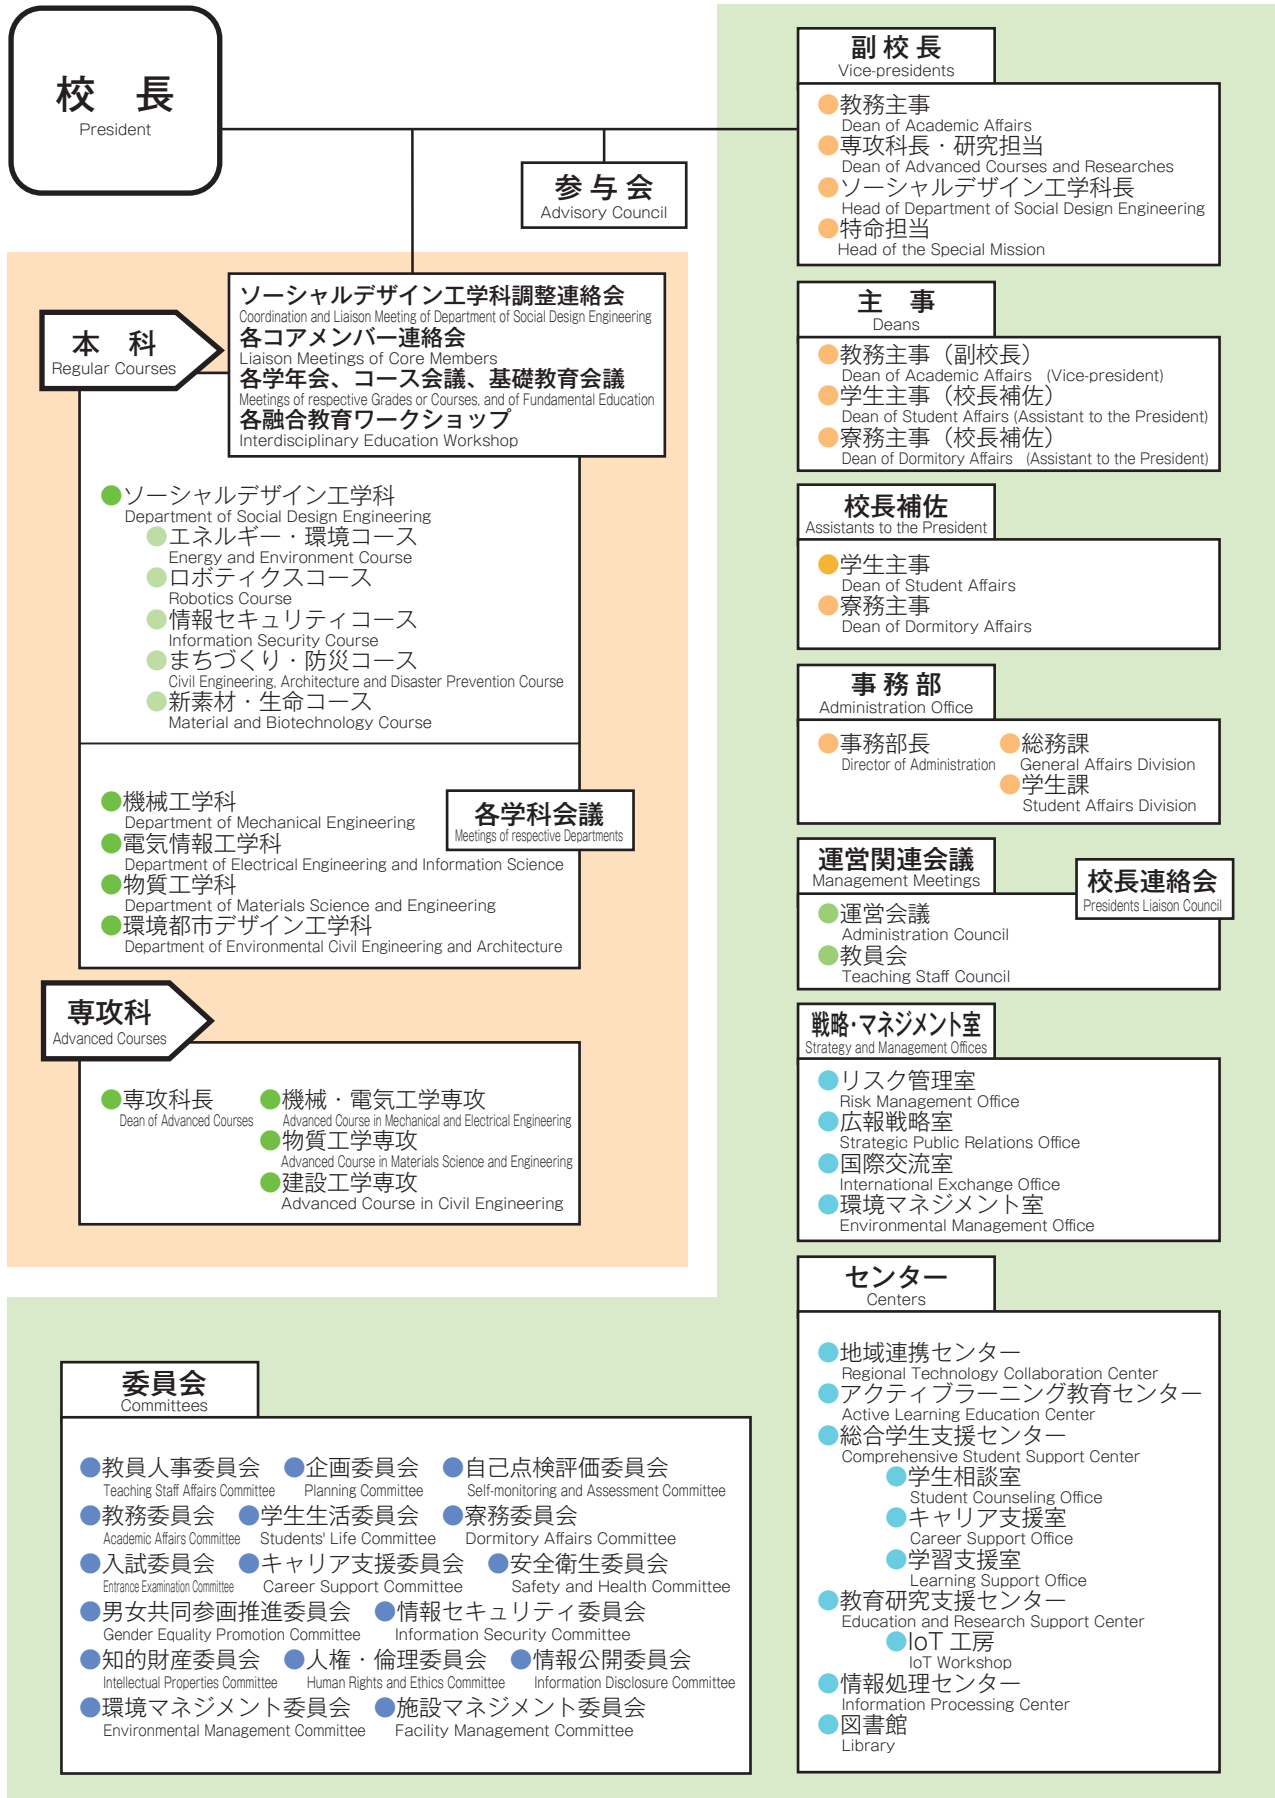 校 長
President
参与会
Advisory Council
副校長
Vice-presidents
●教務主事
Dean of Academic Affairs
●専攻科長・研究担当
Dean of Advanced Courses and Researches
●ソーシャルデザイン工学科長
Head of Department of Social Design Engineering
●特命担当
Head of the Special Mission
本 科
Regular Courses
ソーシャルデザイン工学科調整連絡会
Coordination and Liaison Meeting of Department of Social Design Engineering
各コアメンバー連絡会
Liaison Meetings of Core Members
各学年会、コース会議、基礎教育会議
Meetings of respective Grades or Courses, and of Fundamental Education
各融合教育ワークショップ
Interdisciplinary Education Workshop
●ソーシャルデザイン工学科
Department of Social Design Engineering
●エネルギー・環境コース
Energy and Environment Course
●ロボティクスコース
Robotics Course
●情報セキュリティコース
Information Security Course
●まちづくり・防災コース
Civil Engineering, Architecture and Disaster Prevention Course
●新素材・生命コース
Material and Biotechnology Course
各学科会議
Meetings of respective Departments
●機械工学科
Department of Mechanical Engineering
●電気情報工学科
Department of Electrical Engineering and Information Science
●物質工学科
Department of Materials Science and Engineering
●環境都市デザイン工学科
Department of Environmental Civil Engineering and Architecture
専攻科
Advanced Courses
●専攻科長
Dean of Advanced Courses
●機械・電気工学専攻
Advanced Course in Mechanical and Electrical Engineering
●物質工学専攻
Advanced Course in Materials Science and Engineering
●建設工学専攻
Advanced Course in Civil Engineering
主 事
Deans
●教務主事（副校長）
Dean of Academic Affairs (Vice-president)
●学生主事（校長補佐）
Dean of Student Affairs (Assistant to the President)
●寮務主事（校長補佐）
Dean of Dormitory Affairs (Assistant to the President)
校長補佐
Assistants to the President
●学生主事
Dean of Student Affairs
●寮務主事
Dean of Dormitory Affairs
事務部
Administration Office
●事務部長 ●総務課
Director of Administration General Affairs Division
●学生課
Student Affairs Division
運営関連会議
Management Meetings
校長連絡会
Presidents Liaison Council
●運営会議
Administration Council
●教員会
Teaching Staff Council
戦略・マネジメント室
Strategy and Management Offices
●リスク管理室
Risk Management Office
●広報戦略室
Strategic Public Relations Office
●国際交流室
International Exchange Office
●環境マネジメント室
Environmental Management Office
センター
Centers
●地域連携センター
Regional Technology Collaboration Center
●アクティブラーニング教育センター
Active Learning Education Center
●総合学生支援センター
Comprehensive Student Support Center
●学生相談室
Student Counseling Office
●キャリア支援室
Career Support Office
●学習支援室
Learning Support Office
●教育研究支援センター
Education and Research Support Center
●IoT 工房
IoT Workshop
●情報処理センター
Information Processing Center
●図書館
Library
委員会
Committees
●教員人事委員会 ●企画委員会 ●自己点検評価委員会
Teaching Staff Affairs Committee Planning Committee Self-monitoring and Assessment Committee
●教務委員会 ●学生生活委員会 ●寮務委員会
Academic Affairs Committee Students' Life Committee Dormitory Affairs Committee
●入試委員会 ●キャリア支援委員会 ●安全衛生委員会
Entrance Examination Committee Career Support Committee Safety and Health Committee
●男女共同参画推進委員会 ●情報セキュリティ委員会
Gender Equality Promotion Committee Information Security Committee
●知的財産委員会 ●人権・倫理委員会 ●情報公開委員会
Intellectual Properties Committee Human Rights and Ethics Committee Information Disclosure Committee
●環境マネジメント委員会 ●施設マネジメント委員会
Environmental Management Committee Facility Management Committee